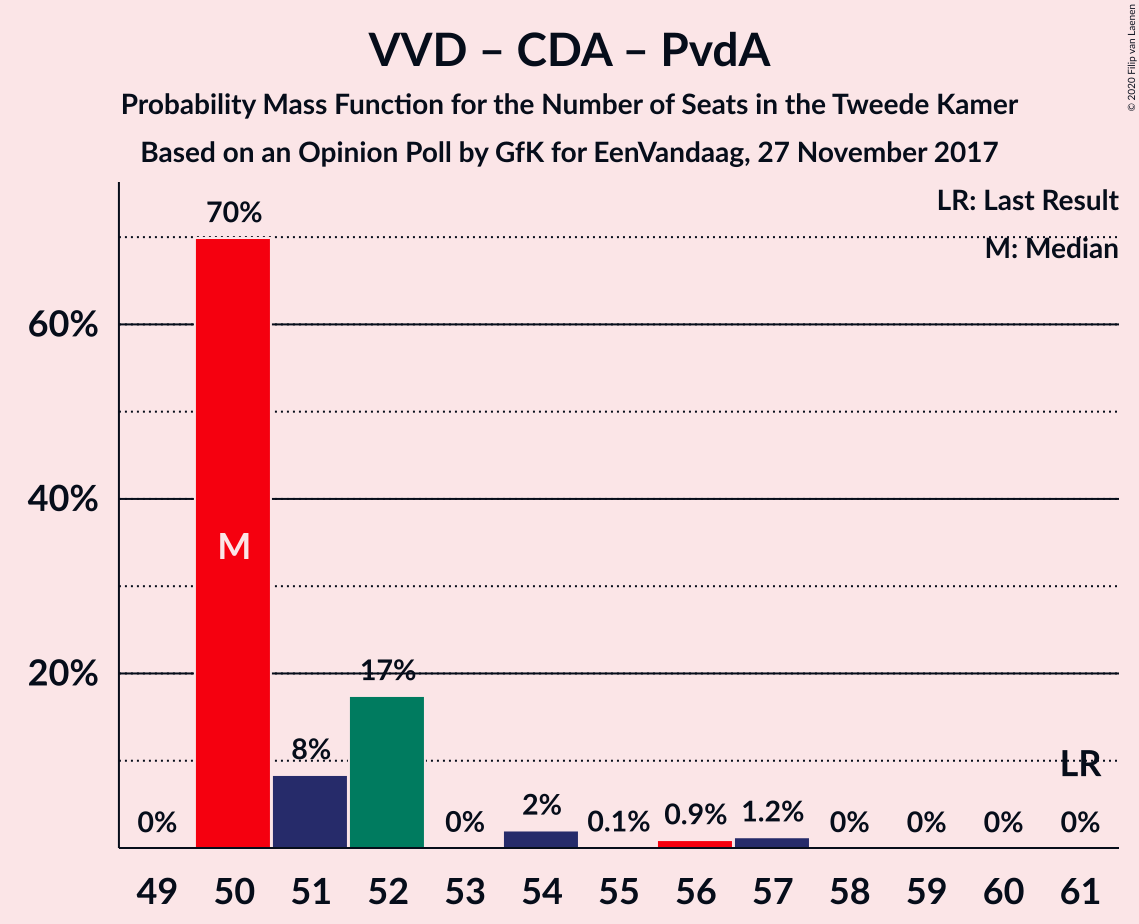 VVD – CDA – PvdA
Probability Mass Function for the Number of Seats in the Tweede Kamer
Based on an Opinion Poll by GfK for EenVandaag, 27 November 2017
© 2020 Filip van Laenen
LR: Last Result
M: Median
70%
60%
40%
M
20%
17%
8%
LR
0%
0%
2%
0.1%
0.9%
1.2%
0%
0%
0%
0%
49 50 51 52 53 54 55 56 57 58 59 60 61